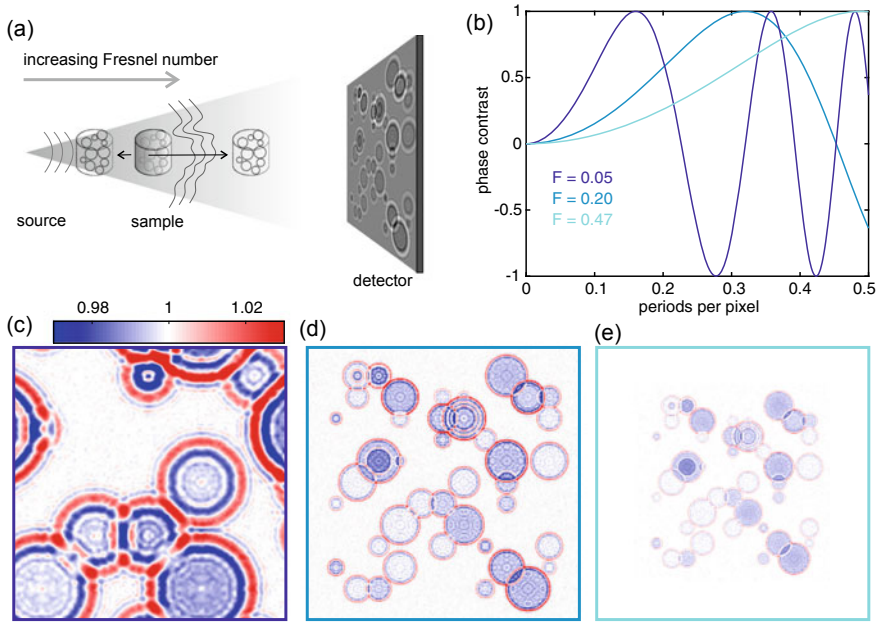 (a)
increasing Fresnel number
source
sample
detector
(b)
phase contrast
1
0.5
0
-0.5
-1
F = 0.05
F = 0.20
F = 0.47
0 0.1 0.2 0.3 0.4 0.5
periods per pixel
(c)
0.98 1 1.02
(d)
(e)